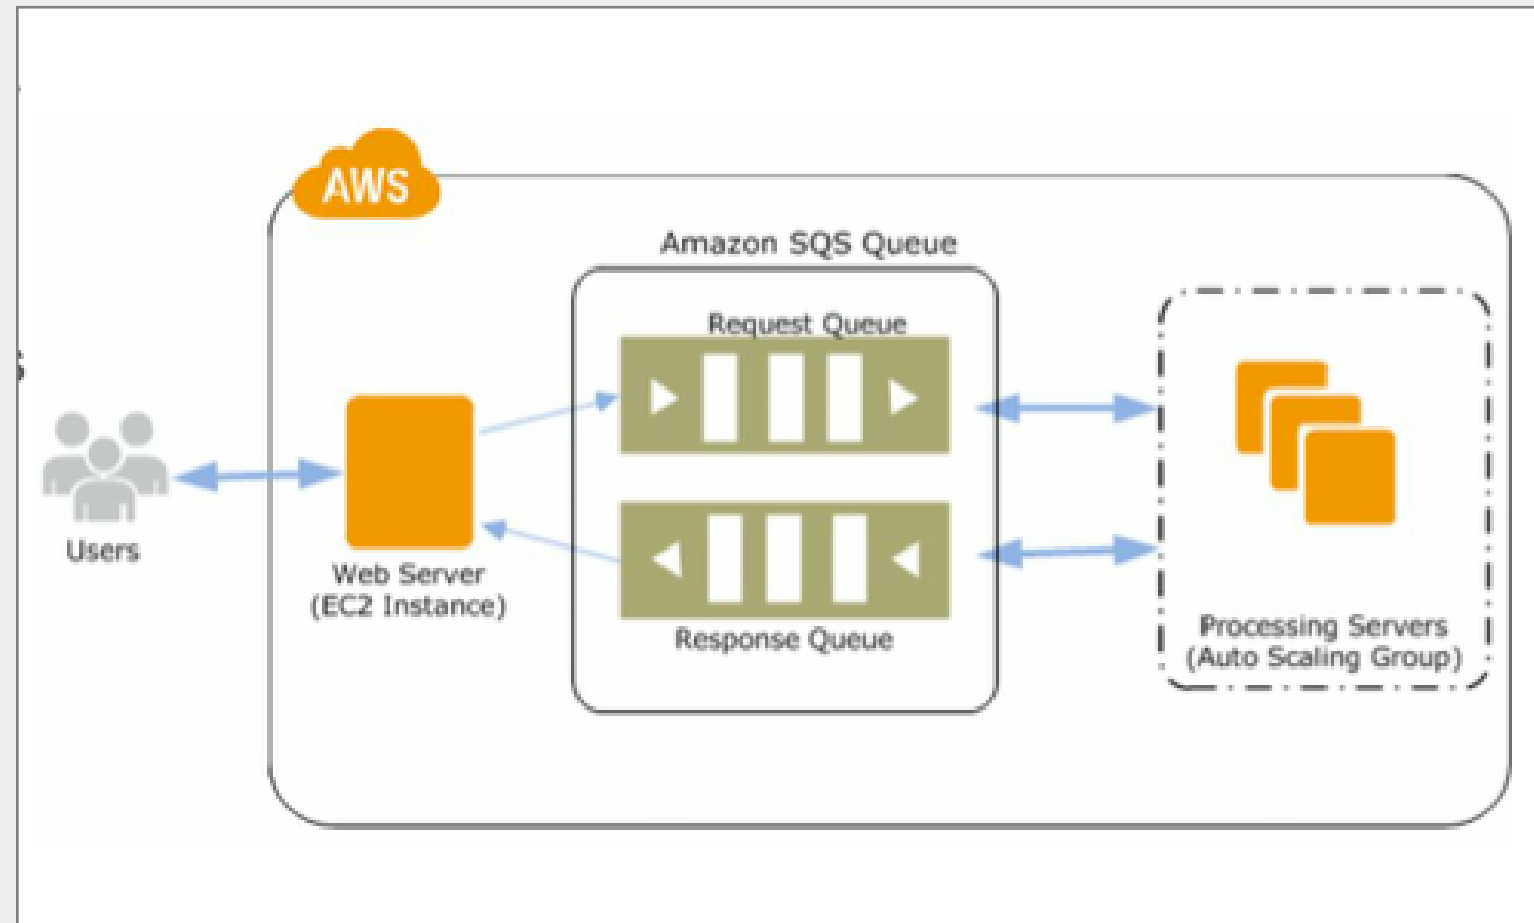 AWS
Amazon SQS Queue
Request Queue
Response Queue
Users
Web Server
(EC2 Instance)
Processing Servers
(Auto Scaling Group)